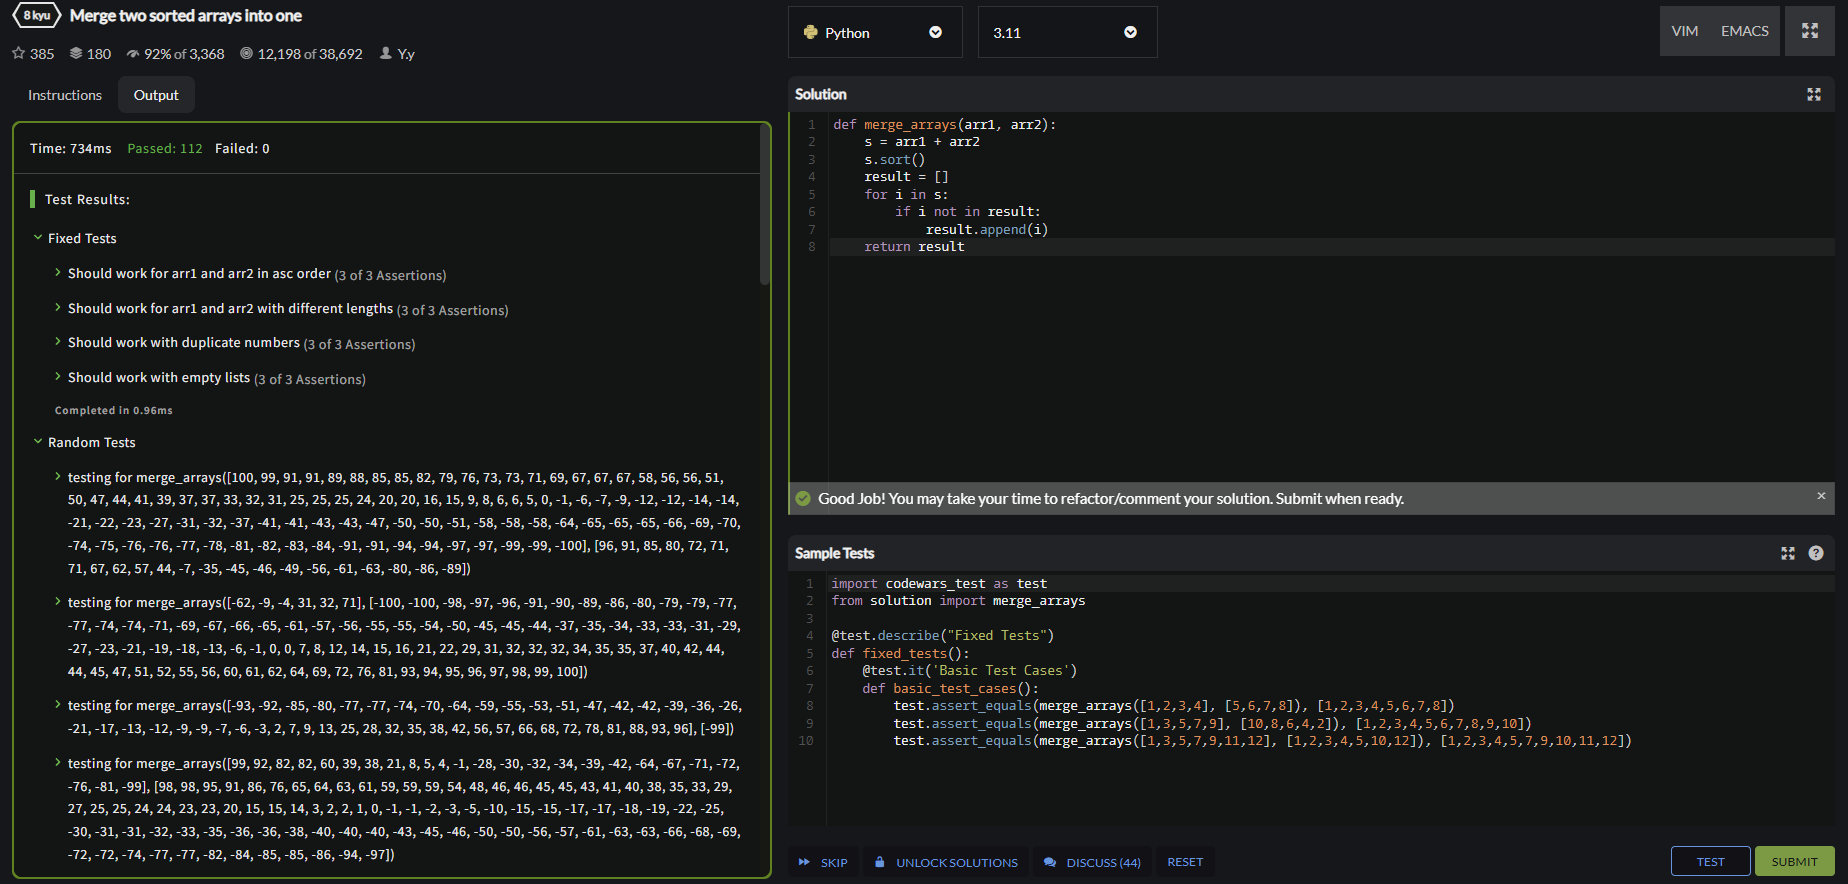 8 kyu Merge two sorted arrays into one
385 180 92% of 3,368 12,198 of 38,692 Y.y
Instructions Output
Time: 734ms Passed: 112 Failed: 0
Test Results:
Fixed Tests
Should work for arr1 and arr2 in asc order (3 of 3 Assertions)
Should work for arr1 and arr2 with different lengths (3 of 3 Assertions)
Should work with duplicate numbers (3 of 3 Assertions)
Should work with empty lists (3 of 3 Assertions)
Completed in 0.96ms
Random Tests
testing for merge_arrays([100, 99, 91, 91, 89, 88, 85, 85, 82, 79, 76, 73, 73, 71, 69, 67, 67, 67, 58, 56, 56, 51,
50, 47, 44, 41, 39, 37, 37, 33, 32, 31, 25, 25, 25, 24, 20, 20, 16, 15, 9, 8, 6, 6, 5, 0, -1, -6, -7, -9, -12, -12, -14, -14,
-21, -22, -23, -27, -31, -32, -37, -41, -41, -43, -43, -47, -50, -50, -51, -58, -58, -58, -64, -65, -65, -65, -66, -69, -70,
-74, -75, -76, -76, -77, -78, -81, -82, -83, -84, -91, -91, -94, -94, -97, -97, -99, -99, -100], [96, 91, 85, 80, 72, 71,
71, 67, 62, 57, 44, -7, -35, -45, -46, -49, -56, -61, -63, -80, -86, -89])
testing for merge_arrays([-62, -9, -4, 31, 32, 71], [-100, -100, -98, -97, -96, -91, -90, -89, -86, -80, -79, -79, -77,
-77, -74, -74, -71, -69, -67, -66, -65, -61, -57, -56, -55, -55, -54, -50, -45, -45, -44, -37, -35, -34, -33, -33, -31, -29,
-27, -23, -21, -19, -18, -13, -6, -1, 0, 0, 7, 8, 12, 14, 15, 16, 21, 22, 29, 31, 32, 32, 32, 34, 35, 35, 37, 40, 42, 44,
44, 45, 47, 51, 52, 55, 56, 60, 61, 62, 64, 69, 72, 76, 81, 93, 94, 95, 96, 97, 98, 99, 100])
testing for merge_arrays([-93, -92, -85, -80, -77, -77, -74, -70, -64, -59, -55, -53, -51, -47, -42, -42, -39, -36, -26,
-21, -17, -13, -12, -9, -9, -7, -6, -3, 2, 7, 9, 13, 25, 28, 32, 35, 38, 42, 56, 57, 66, 68, 72, 78, 81, 88, 93, 96], [-99])
testing for merge_arrays([99, 92, 82, 82, 60, 39, 38, 21, 8, 5, 4, -1, -28, -30, -32, -34, -39, -42, -64, -67, -71, -72,
-76, -81, -99], [98, 98, 95, 91, 86, 76, 65, 64, 63, 61, 59, 59, 59, 54, 48, 46, 46, 45, 45, 43, 41, 40, 38, 35, 33, 29,
27, 25, 25, 24, 24, 23, 23, 20, 15, 15, 14, 3, 2, 2, 1, 0, -1, -1, -2, -3, -5, -10, -15, -15, -17, -17, -18, -19, -22, -25,
-30, -31, -31, -32, -33, -35, -36, -36, -38, -40, -40, -40, -43, -45, -46, -50, -50, -56, -57, -61, -63, -63, -66, -68, -69,
-72, -72, -74, -77, -77, -82, -84, -85, -85, -86, -94, -97])
Python 3.11 VIM EMACS
Solution
1 def merge_arrays(arr1, arr2):
2 s = arr1 + arr2
3 s.sort()
4 result = []
5 for i in s:
6 if i not in result:
7 result.append(i)
8 return result
Good Job! You may take your time to refactor/comment your solution. Submit when ready. ×
Sample Tests ?
1 import codewars_test as test
2 from solution import merge_arrays
3
4 @test.describe("Fixed Tests")
5 def fixed_tests():
6 @test.it('Basic Test Cases')
7 def basic_test_cases():
8 test.assert_equals(merge_arrays([1,2,3,4], [5,6,7,8]), [1,2,3,4,5,6,7,8])
9 test.assert_equals(merge_arrays([1,3,5,7,9], [10,8,6,4,2]), [1,2,3,4,5,6,7,8,9,10])
10 test.assert_equals(merge_arrays([1,3,5,7,9,11,12], [1,2,3,4,5,10,12]), [1,2,3,4,5,7,9,10,11,12])
SKIP UNLOCK SOLUTIONS DISCUSS (44) RESET TEST SUBMIT